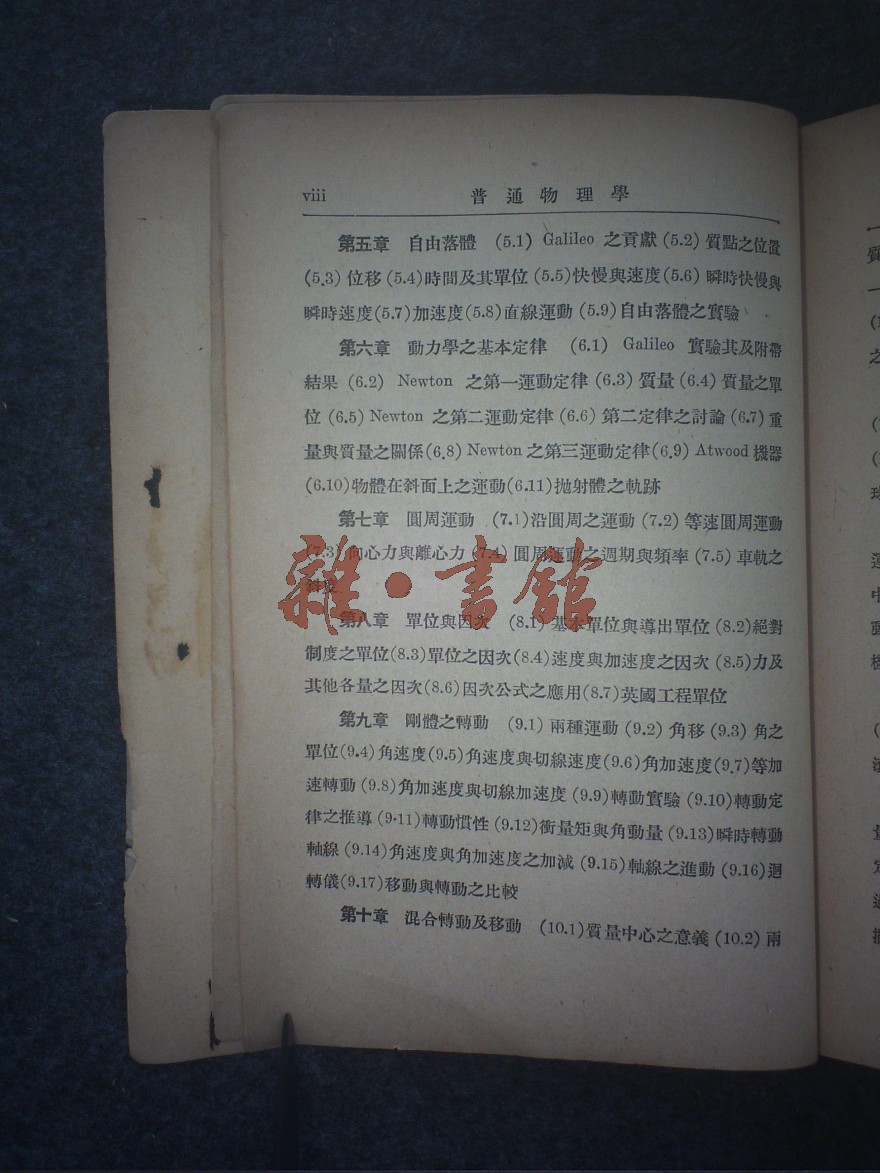 viii 普通物理學
第五章 自由落體 (5.1) Galileo 之貢獻 (5.2) 質點之位置
(5.3) 位移 (5.4) 時間及其單位 (5.5) 快慢與速度 (5.6) 瞬時快慢與
瞬時速度 (5.7) 加速度 (5.8) 直線運動 (5.9) 自由落體之實驗
第六章 動力學之基本定律 (6.1) Galileo 實驗其及附帶
結果 (6.2) Newton 之第一運動定律 (6.3) 質量 (6.4) 質量之單
位 (6.5) Newton 之第二運動定律 (6.6) 第二定律之討論 (6.7) 重
量與質量之關係 (6.8) Newton 之第三運動定律 (6.9) Atwood 機器
(6.10) 物體在斜面上之運動 (6.11) 拋射體之軌跡
第七章 圓周運動 (7.1) 沿圓周之運動 (7.2) 等速圓周運動
(7.3) 向心力與離心力 (7.4) 圓周運動之週期與頻率 (7.5) 車軌之
斜度
雜·書館
第八章 單位與因次 (8.1) 基本單位與導出單位 (8.2) 絕對
制度之單位 (8.3) 單位之因次 (8.4) 速度與加速度之因次 (8.5) 力及
其他各量之因次 (8.6) 因次公式之應用 (8.7) 英國工程單位
第九章 剛體之轉動 (9.1) 兩種運動 (9.2) 角移 (9.3) 角之
單位 (9.4) 角速度 (9.5) 角速度與切線速度 (9.6) 角加速度 (9.7) 等加
速轉動 (9.8) 角加速度與切線加速度 (9.9) 轉動實驗 (9.10) 轉動定
律之推導 (9·11) 轉動慣性 (9.12) 衝量矩與角動量 (9.13) 瞬時轉動
軸線 (9.14) 角速度與角加速度之加減 (9.15) 軸線之進動 (9.16) 迴
轉儀 (9.17) 移動與轉動之比較
第十章 混合轉動及移動 (10.1) 質量中心之意義 (10.2) 兩